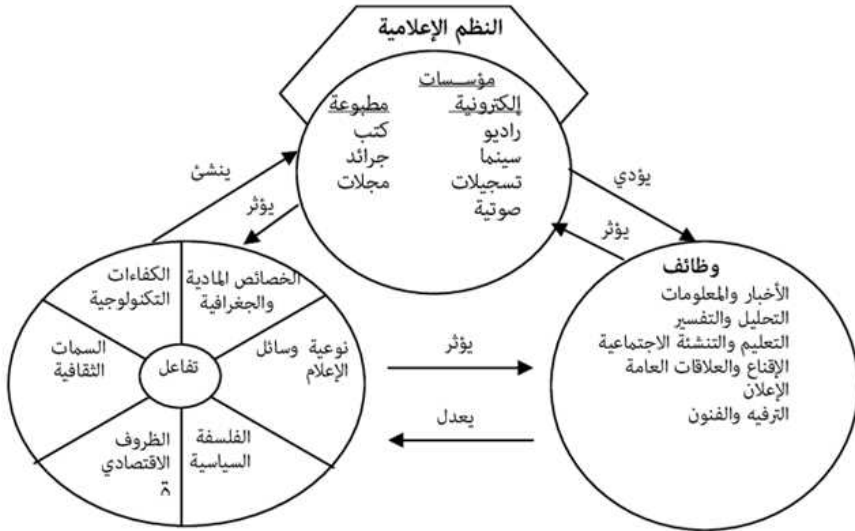 النظم الإعلامية
مؤسـسـات
إلكترونية مطبوعة
راديو كتب
سينما جرائد
تسجيلات مجلات
صوتية
ينشئ
يؤثر
يؤدي
يؤثر
وظائف
الأخبار والمعلومات
التحليل والتفسير
التعليم والتنشئة الاجتماعية
الإقناع والعلاقات العامة
الإعلان
الترفيه والفنون
يؤثر
يعدل
الخصائص المادية
والجغرافية
الكفاءات
التكنولوجية
نوعية وسائل
الإعلام
تفاعل
السمات
الثقافية
الفلسفة
السياسية
الظروف
الاقتصادي
ة